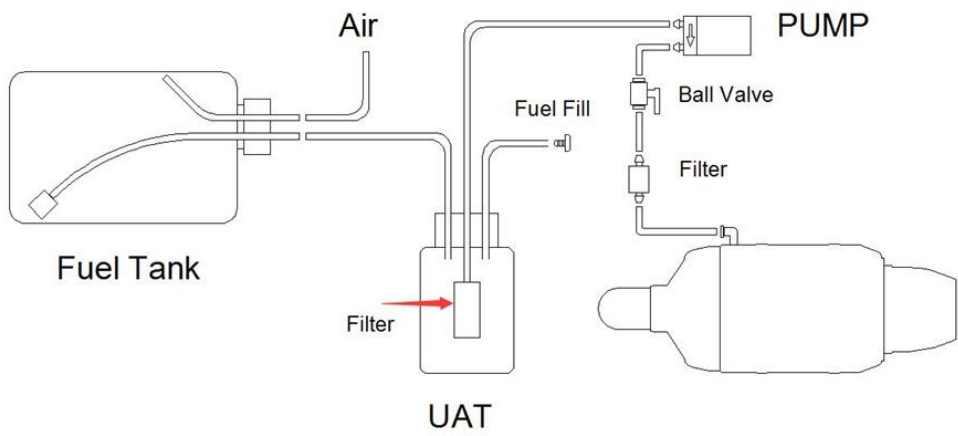 Air
PUMP
Fuel Fill
Ball Valve
Filter
Fuel Tank
Filter
UAT